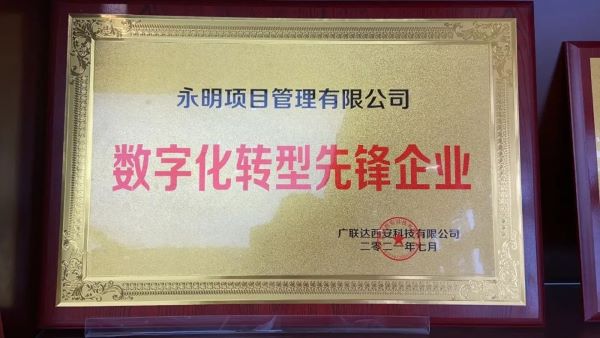 永明项目管理有限公司
数字化转型先锋企业
广联达西安科技有限公司
二零二一年七月